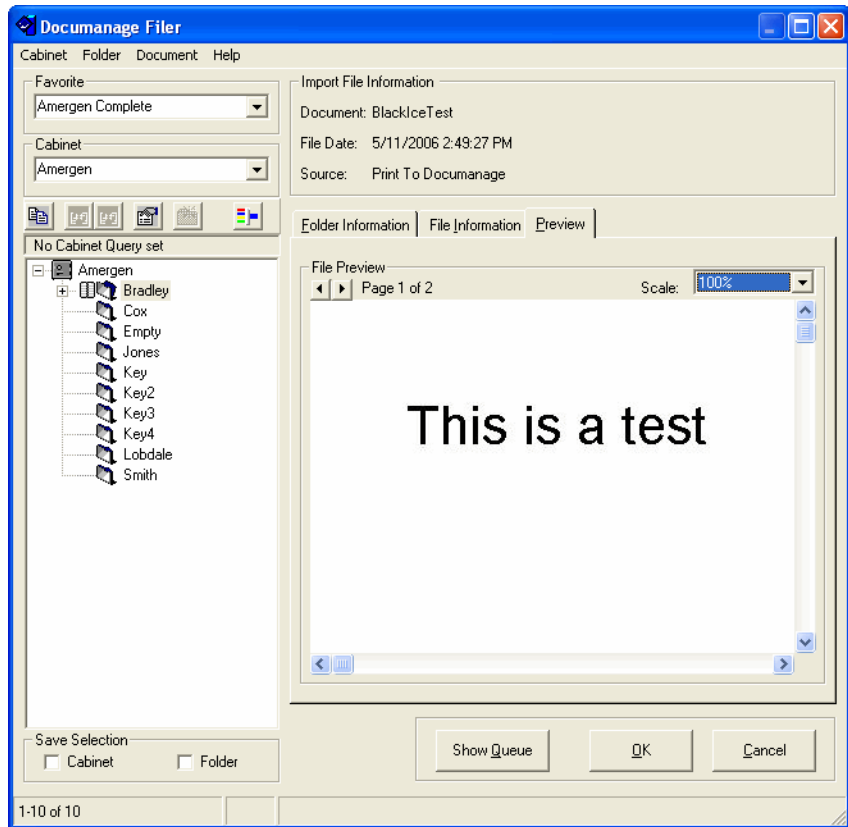 Documanage Filer
Cabinet Folder Document Help
Favorite
Amergen Complete
Cabinet
Amergen
No Cabinet Query set
Amergen
Bradley
Cox
Empty
Jones
Key
Key2
Key3
Key4
Lobdale
Smith
Save Selection
Cabinet Folder
1-10 of 10
Import File Information
Document: BlackIceTest
File Date: 5/11/2006 2:49:27 PM
Source: Print To Documanage
Folder Information File Information Preview
File Preview
Page 1 of 2 Scale: 100%
This is a test
Show Queue OK Cancel